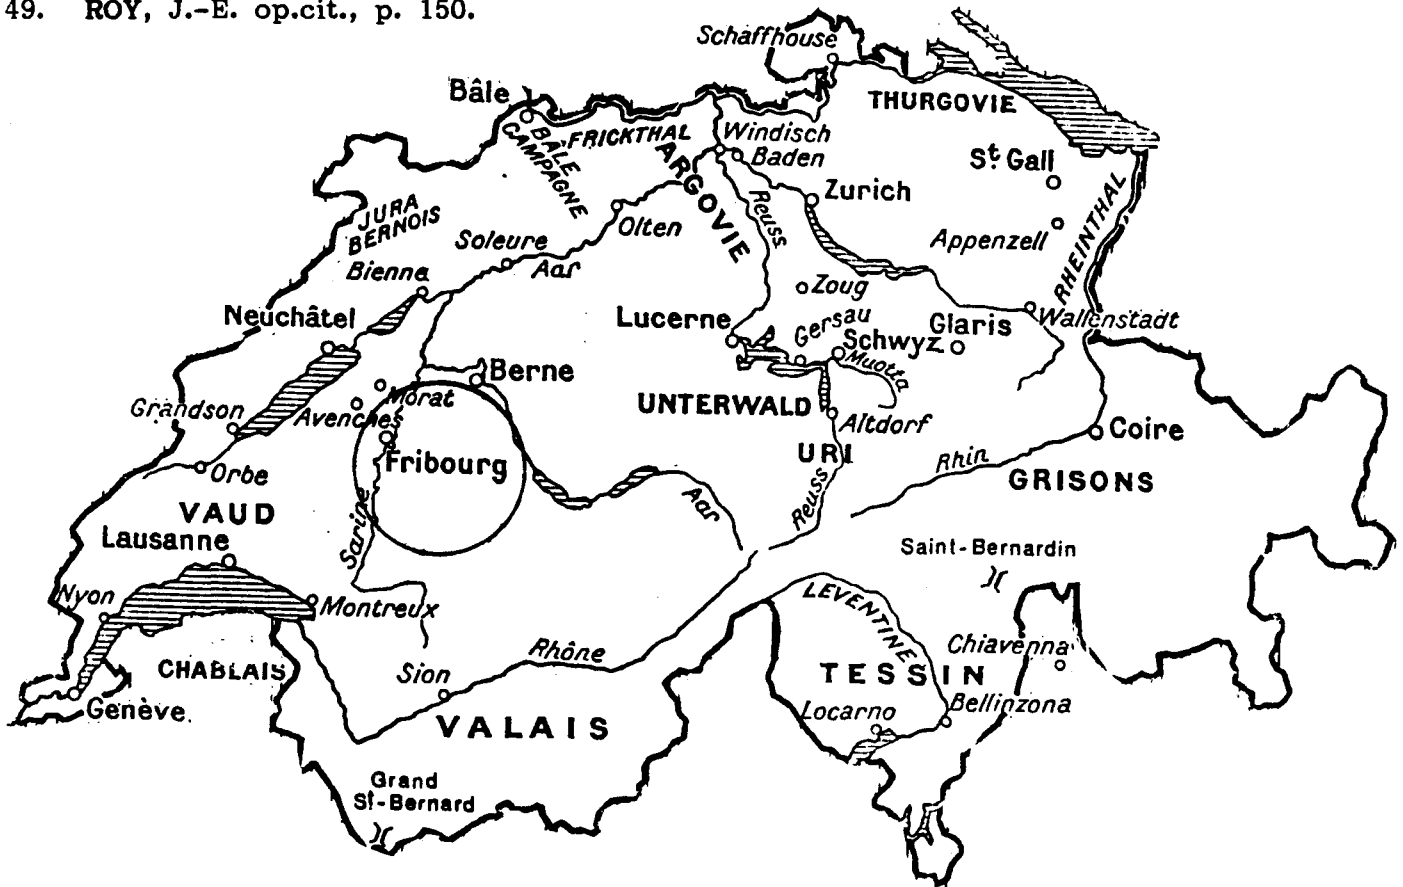 49. ROY, J.-E. op.cit., p. 150.
Schaffhouse
Bâle
THURGOVIE
FRICKTHAL
Windisch
BÂLE
CAMPAGNE
Baden
St. Gall
ARGOVIE
Zurich
Reuss
RHEINTHAL
JURA
BERNOIS
Olten
Soleure
Aar
Appenzell
Bienne
Zoug
Neuchâtel
Lucerne
Gersau
Glaris
Wallenstadt
Schwyz
Muotta
Berne
Morat
UNTERWALD
Grandson
Avenches
Altdorf
Coire
URI
Fribourg
Rhin
Orbe
GRISONS
Aar
Reuss
VAUD
Sarine
Lausanne
Saint-Bernardin
Nyon
Montreux
LEVENTINE
Chiavenna
Rhône
CHABLAIS
Sion
TESSIN
Genève.
Locarno
Bellinzona
VALAIS
Grand
St-Bernard